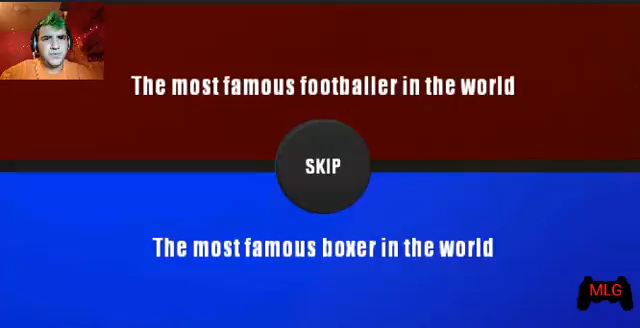 The most famous footballer in the world
SKIP
The most famous boxer in the world
MLG